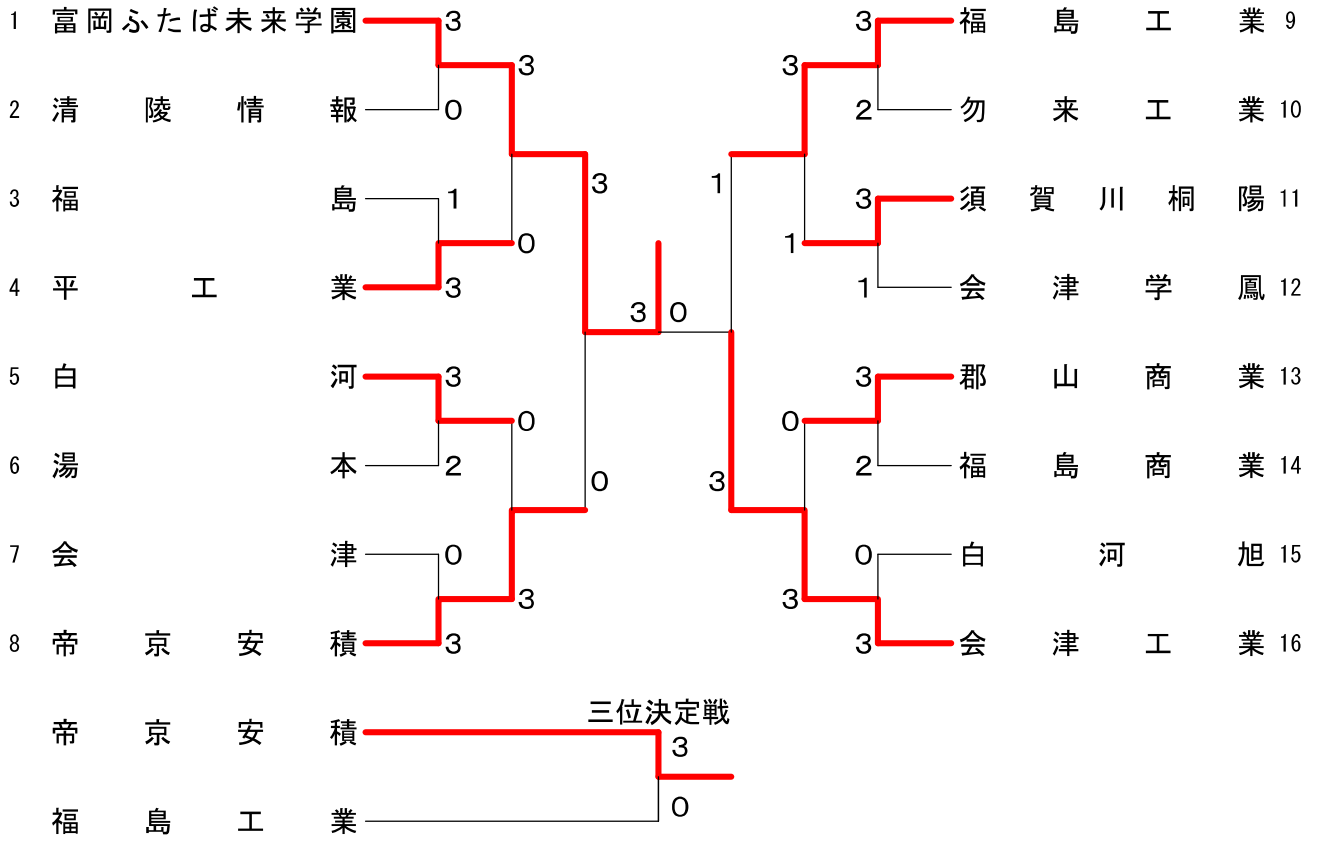 1 富岡ふたば未来学園 3 3 福島工業 9
3 3
2 清陵情報 0 2 勿来工業 10
3 1
3 福島 1 3 須賀川桐陽 11
0 1
4 平工業 3 1 会津学鳳 12
3 0
5 白河 3 3 郡山商業 13
0 0
6 湯本 2 2 福島商業 14
0 3
7 会津 0 0 白河旭 15
3 3
8 帝京安積 3 3 会津工業 16
三位決定戦
帝京安積 3
福島工業 0